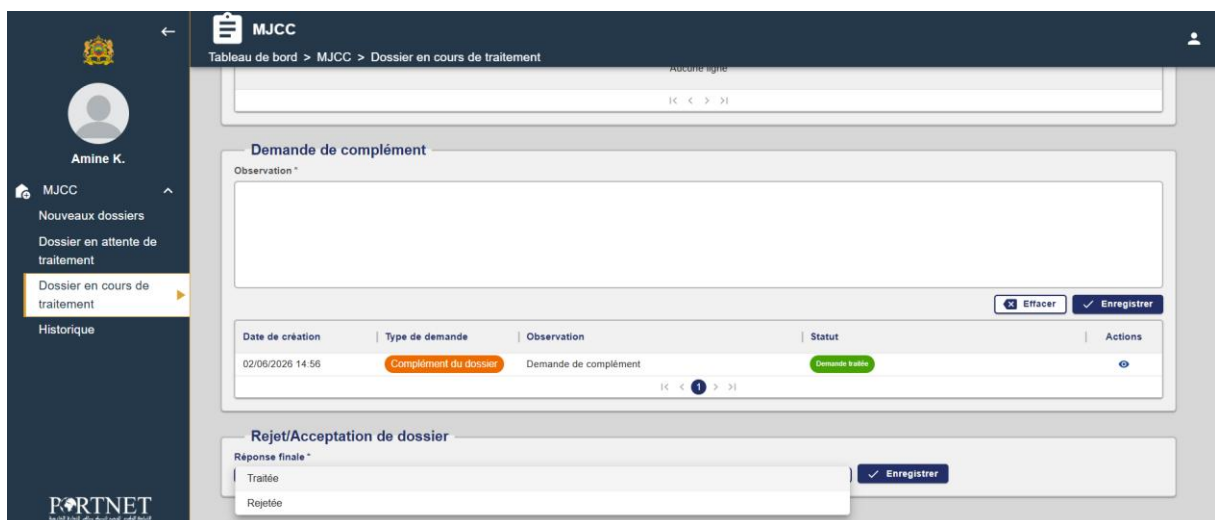 MJCC
Tableau de bord > MJCC > Dossier en cours de traitement
Amine K.
MJCC
Nouveaux dossiers
Dossier en attente de
traitement
Dossier en cours de
traitement
Historique
PORTNET
Aucune ligne
Demande de complément
Observation *
Effacer
Enregistrer
Date de création
Type de demande
Observation
Statut
Actions
02/06/2026 14:56
Complément du dossier
Demande de complément
Demande traitée
1
Rejet/Acceptation de dossier
Réponse finale *
Traitée
Rejetée
Enregistrer